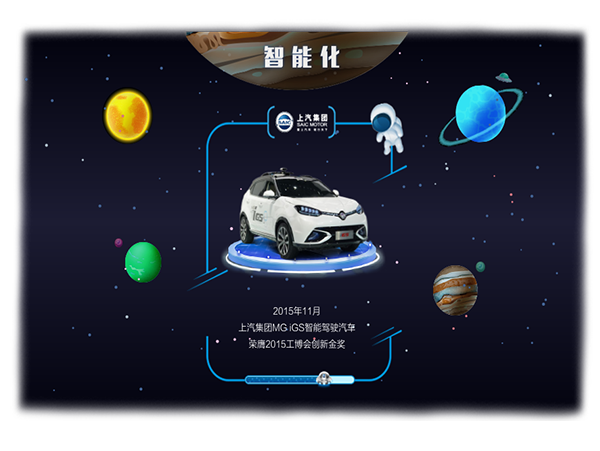 智能化
上汽集团
SAIC MOTOR
iGS
2015年11月
上汽集团MG iGS智能驾驶汽车
荣膺2015工博会创新金奖